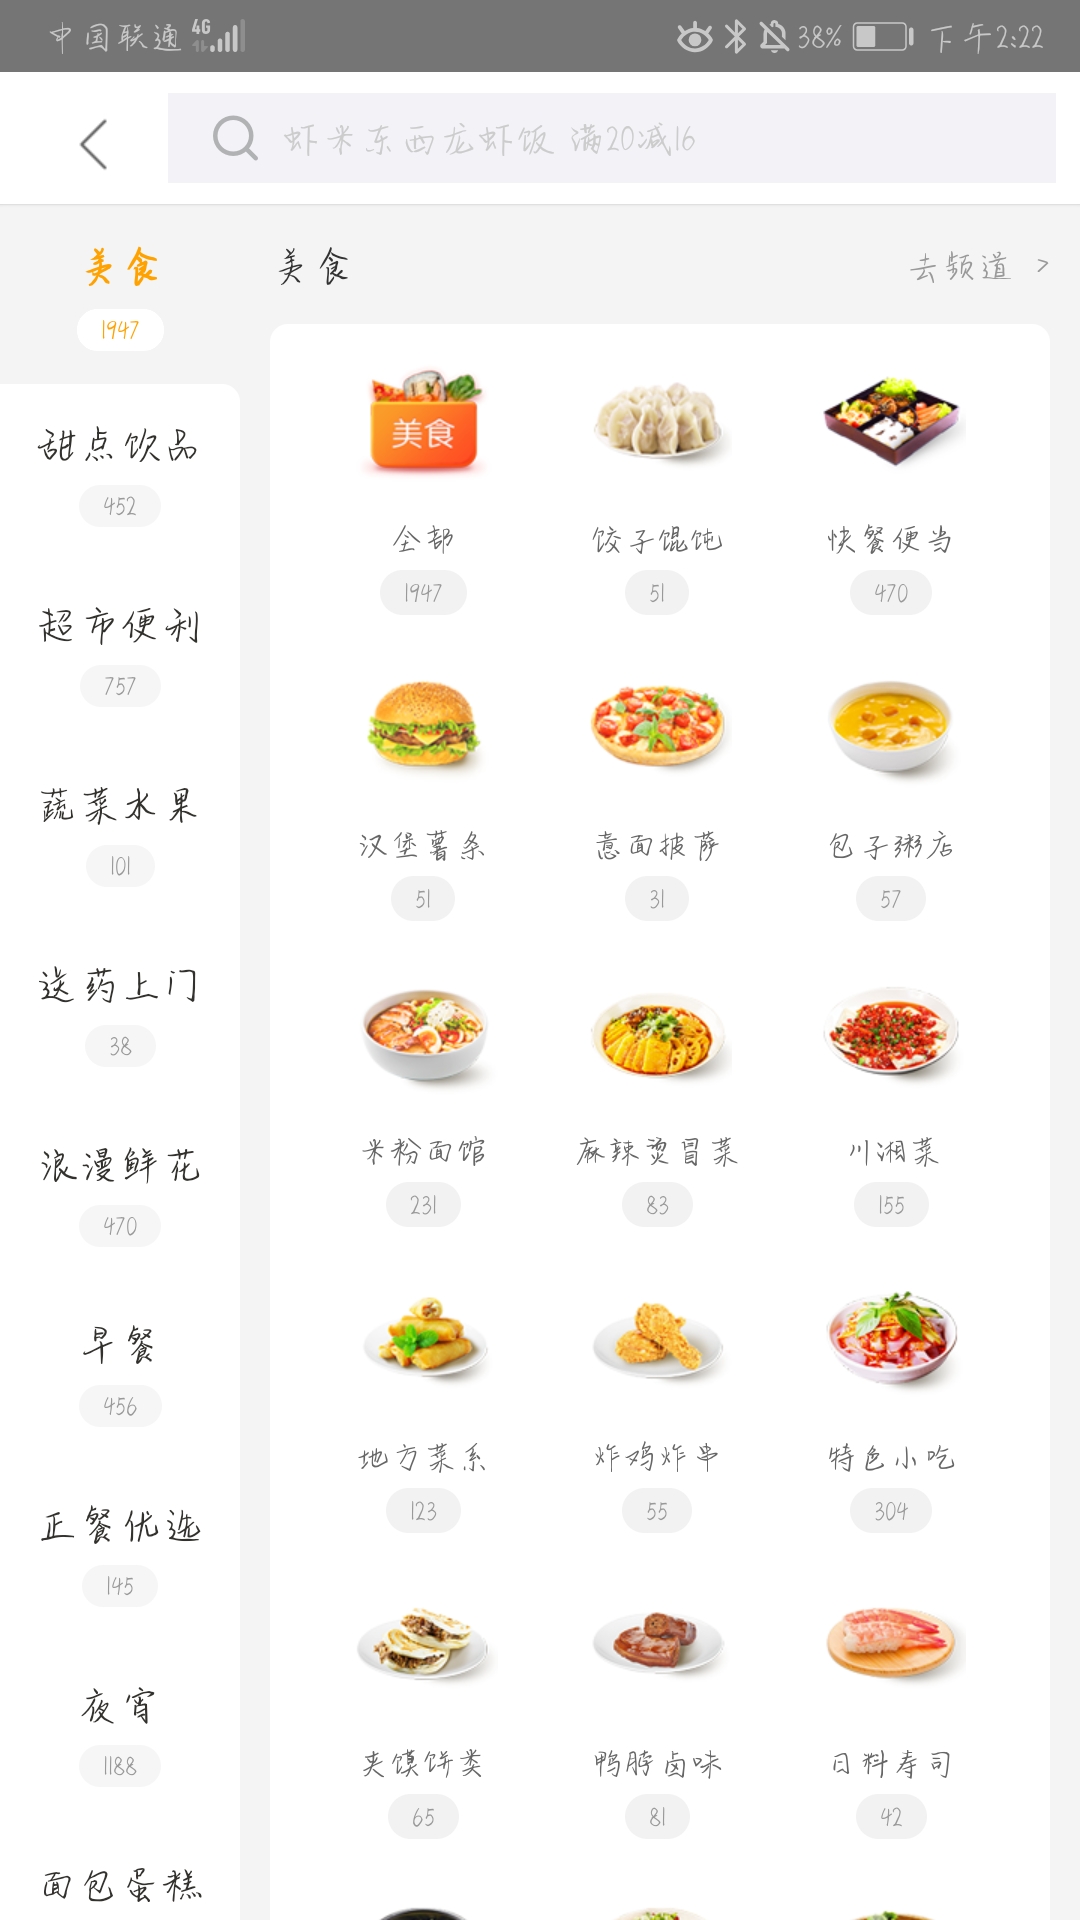 中国联通 4G 38% 下午2:22
虾米东西龙虾饭 满20减16
美食
1947
甜点饮品
452
超市便利
757
蔬菜水果
101
送药上门
38
浪漫鲜花
470
早餐
456
正餐优选
145
夜宵
1188
面包蛋糕
美食 去频道 >
美食
全部 饺子馄饨 快餐便当
1947 51 470
汉堡薯条 意面披萨 包子粥店
51 31 57
米粉面馆 麻辣烫冒菜 川湘菜
231 83 155
地方菜系 炸鸡炸串 特色小吃
123 55 304
夹馍饼类 鸭脖卤味 日料寿司
65 81 42